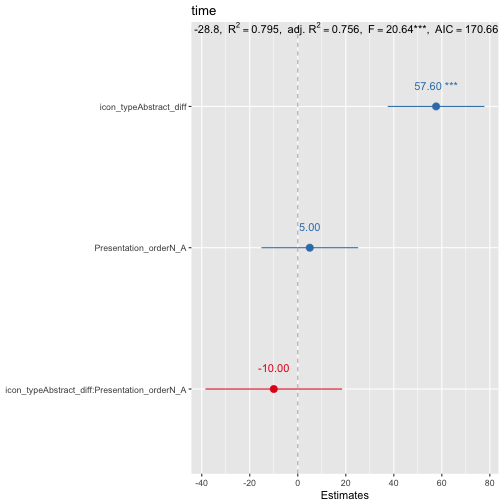 time
-28.8, R² = 0.795, adj. R² = 0.756, F = 20.64***, AIC = 170.66
57.60 ***
icon_typeAbstract_diff
5.00
Presentation_orderN_A
-10.00
icon_typeAbstract_diff:Presentation_orderN_A
-40 -20 0 20 40 60 80
Estimates